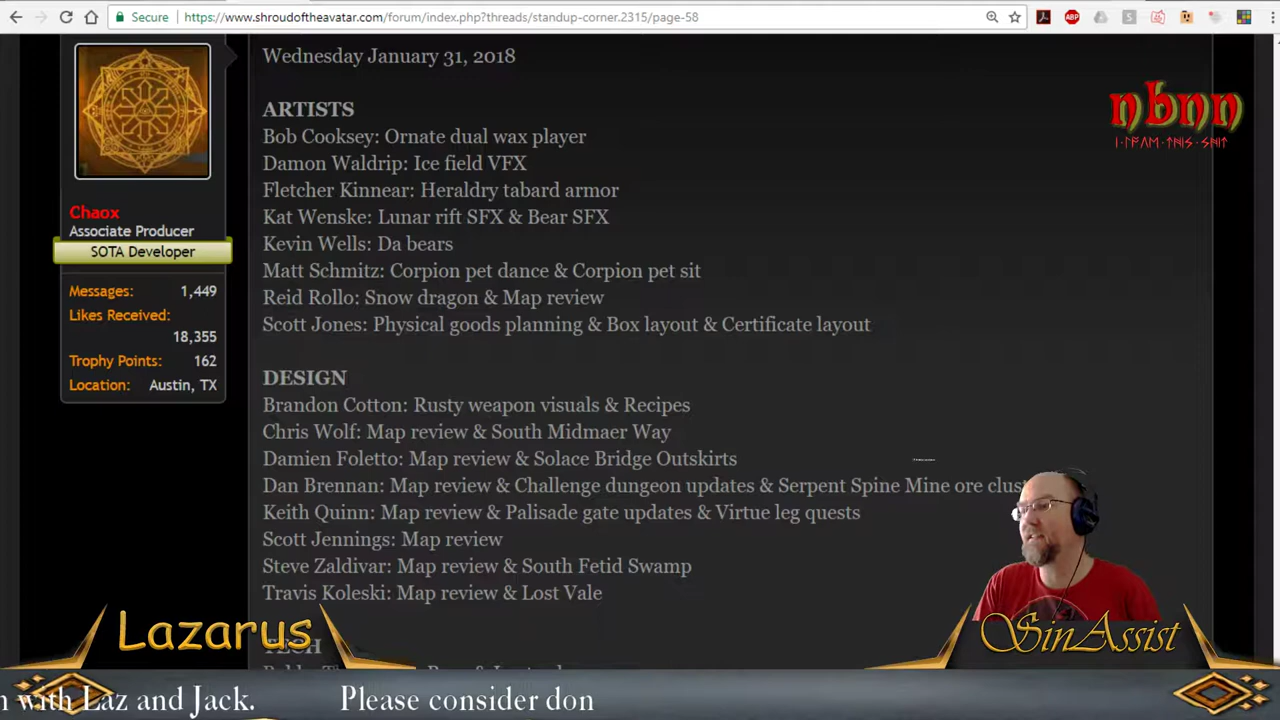 Secure
https://www.shroudoftheavatar.com/forum/index.php?threads/standup-corner.2315/page-58
ABP
S
Wednesday January 31, 2018
ARTISTS
Bob Cooksey: Ornate dual wax player
Damon Waldrip: Ice field VFX
Fletcher Kinnear: Heraldry tabard armor
Kat Wenske: Lunar rift SFX & Bear SFX
Kevin Wells: Da bears
Matt Schmitz: Corpion pet dance & Corpion pet sit
Reid Rollo: Snow dragon & Map review
Scott Jones: Physical goods planning & Box layout & Certificate layout
Chaox
Associate Producer
SOTA Developer
Messages: 1,449
Likes Received:
18,355
Trophy Points: 162
Location: Austin, TX
nbnn
DESIGN
Brandon Cotton: Rusty weapon visuals & Recipes
Chris Wolf: Map review & South Midmaer Way
Damien Foletto: Map review & Solace Bridge Outskirts
Dan Brennan: Map review & Challenge dungeon updates & Serpent Spine Mine ore clust
Keith Quinn: Map review & Palisade gate updates & Virtue leg quests
Scott Jennings: Map review
Steve Zaldivar: Map review & South Fetid Swamp
Travis Koleski: Map review & Lost Vale
TECH
Lazarus
SinAssist
with Laz and Jack. Please consider don